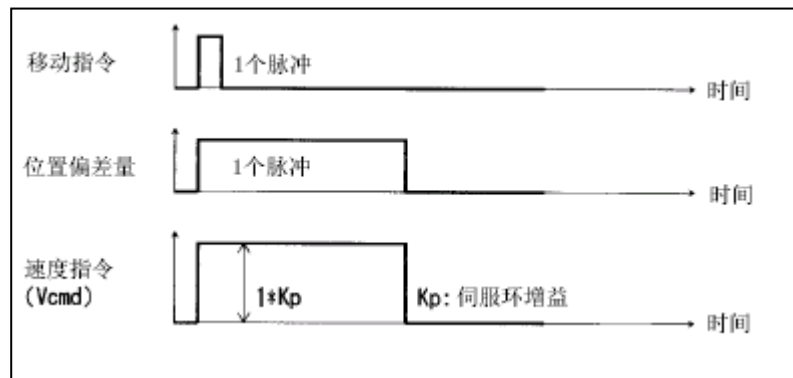 移动指令
1个脉冲
时间
位置偏差量
1个脉冲
时间
速度指令
(Vcmd)
1*Kp
Kp: 伺服环增益
时间